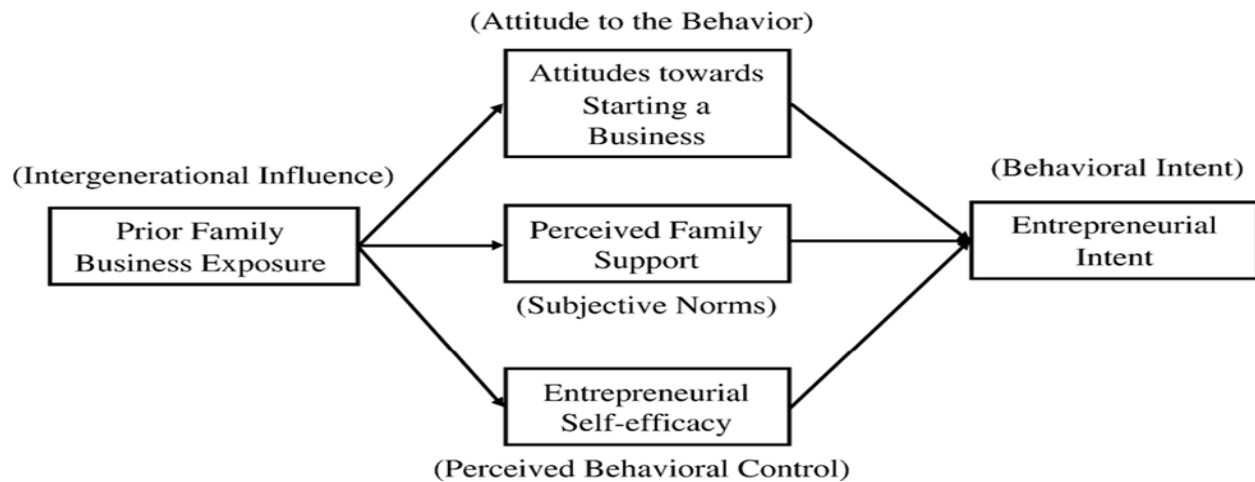 (Attitude to the Behavior)
Attitudes towards
Starting a
Business
(Intergenerational Influence)
Prior Family
Business Exposure
Perceived Family
Support
(Subjective Norms)
Entrepreneurial
Self-efficacy
(Perceived Behavioral Control)
(Behavioral Intent)
Entrepreneurial
Intent